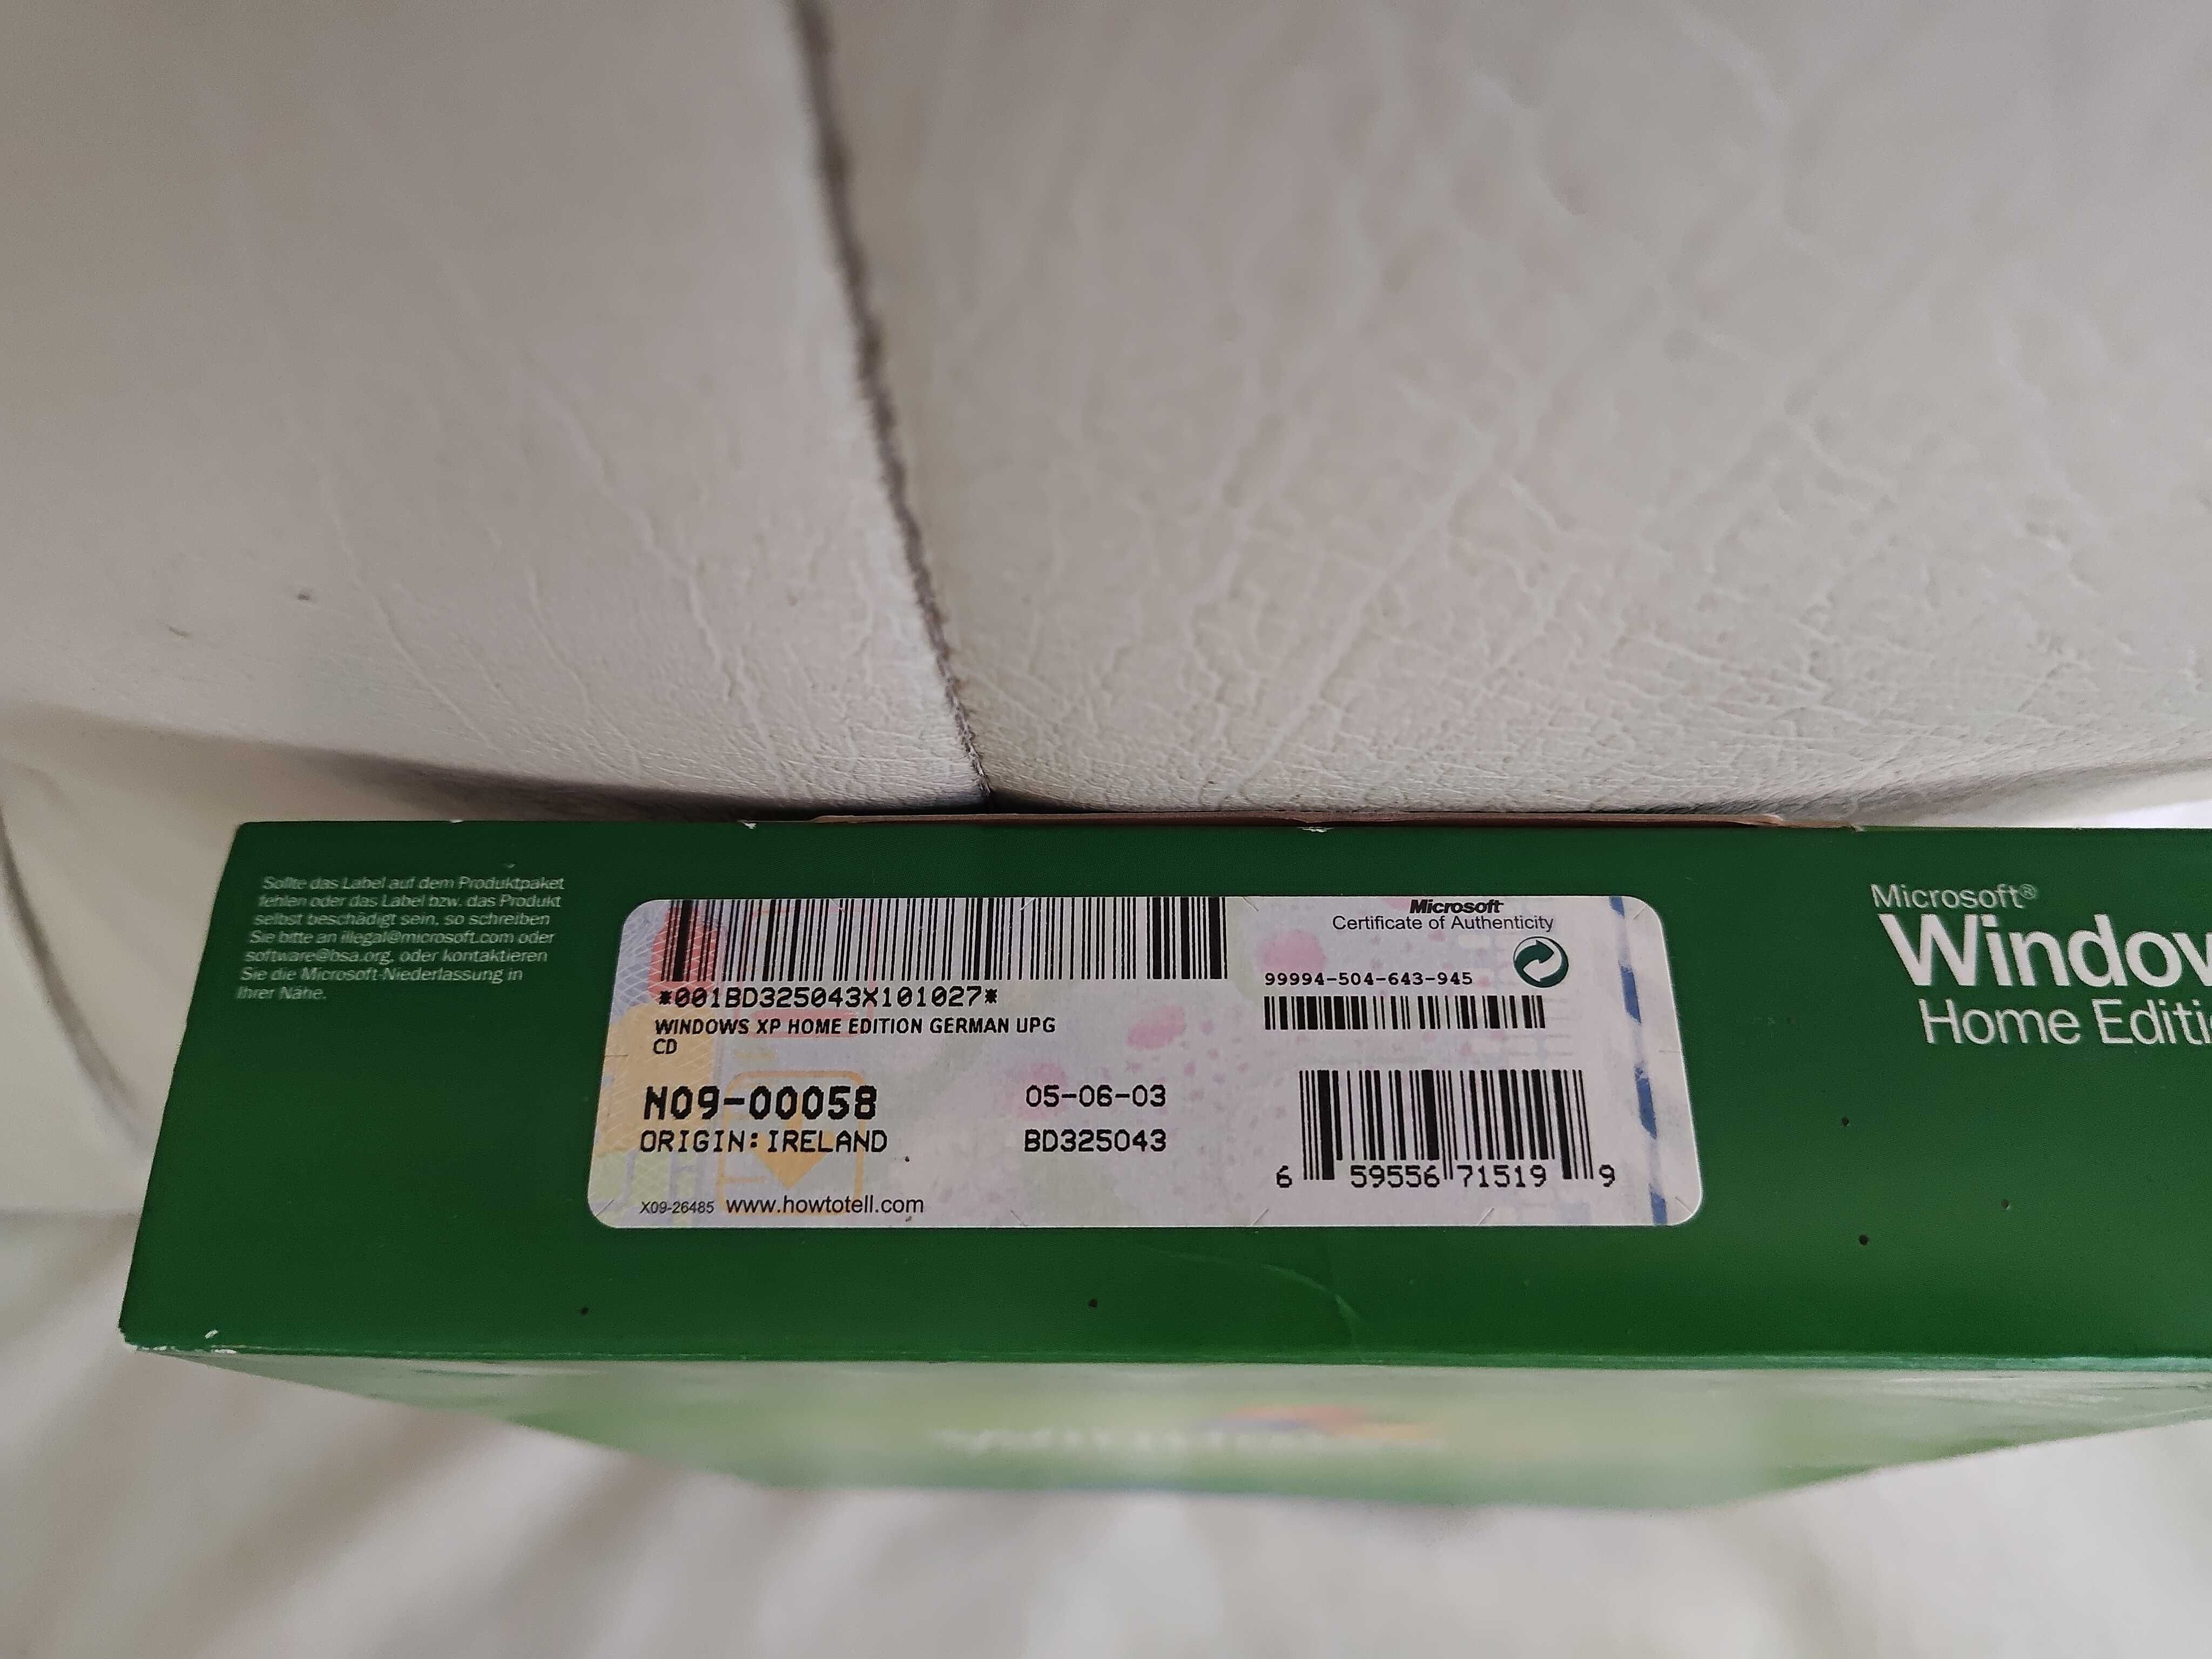 Sollte das Label auf dem Produktpaket
fehlen oder das Label bzw. das Produkt
selbst beschädigt sein, so schreiben
Sie bitte an illegal@microsoft.com oder
software@bsa.org, oder kontaktieren
Sie die Microsoft-Niederlassung in
Ihrer Nähe.
*001BD325043X101027*
WINDOWS XP HOME EDITION GERMAN UPG
CD
N09-00058
ORIGIN:IRELAND
05-06-03
BD325043
X09-26485 www.howtotell.com
Microsoft
Certificate of Authenticity
99994-504-643-945
6 59556 71519 9
Microsoft®
Window
Home Editi